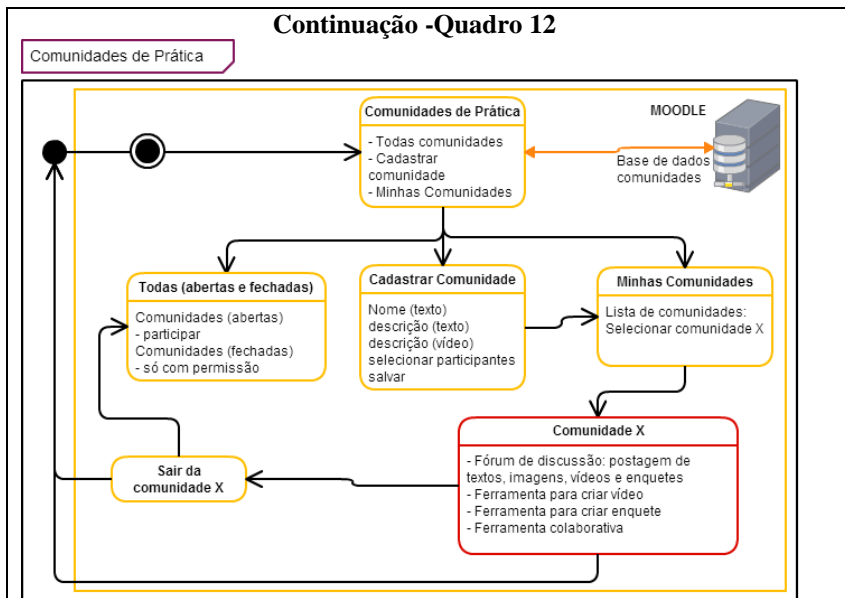 Continuação -Quadro 12
Comunidades de Prática
Comunidades de Prática
- Todas comunidades
- Cadastrar
comunidade
- Minhas Comunidades
MOODLE
Base de dados
comunidades
Todas (abertas e fechadas)
Comunidades (abertas)
- participar
Comunidades (fechadas)
- só com permissão
Cadastrar Comunidade
Nome (texto)
descrição (texto)
descrição (vídeo)
selecionar participantes
salvar
Minhas Comunidades
Lista de comunidades:
Selecionar comunidade X
Comunidade X
- Fórum de discussão: postagem de
textos, imagens, vídeos e enquetes
- Ferramenta para criar vídeo
- Ferramenta para criar enquete
- Ferramenta colaborativa
Sair da
comunidade X